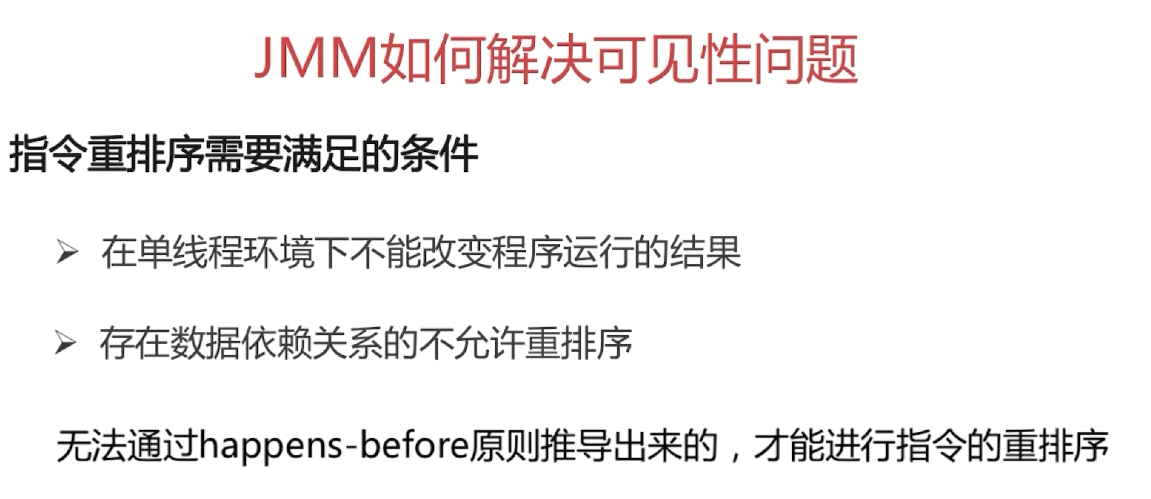 JMM如何解决可见性问题
指令重排序需要满足的条件
➢ 在单线程环境下不能改变程序运行的结果
➢ 存在数据依赖关系的不允许重排序
无法通过happens-before原则推导出来的，才能进行指令的重排序